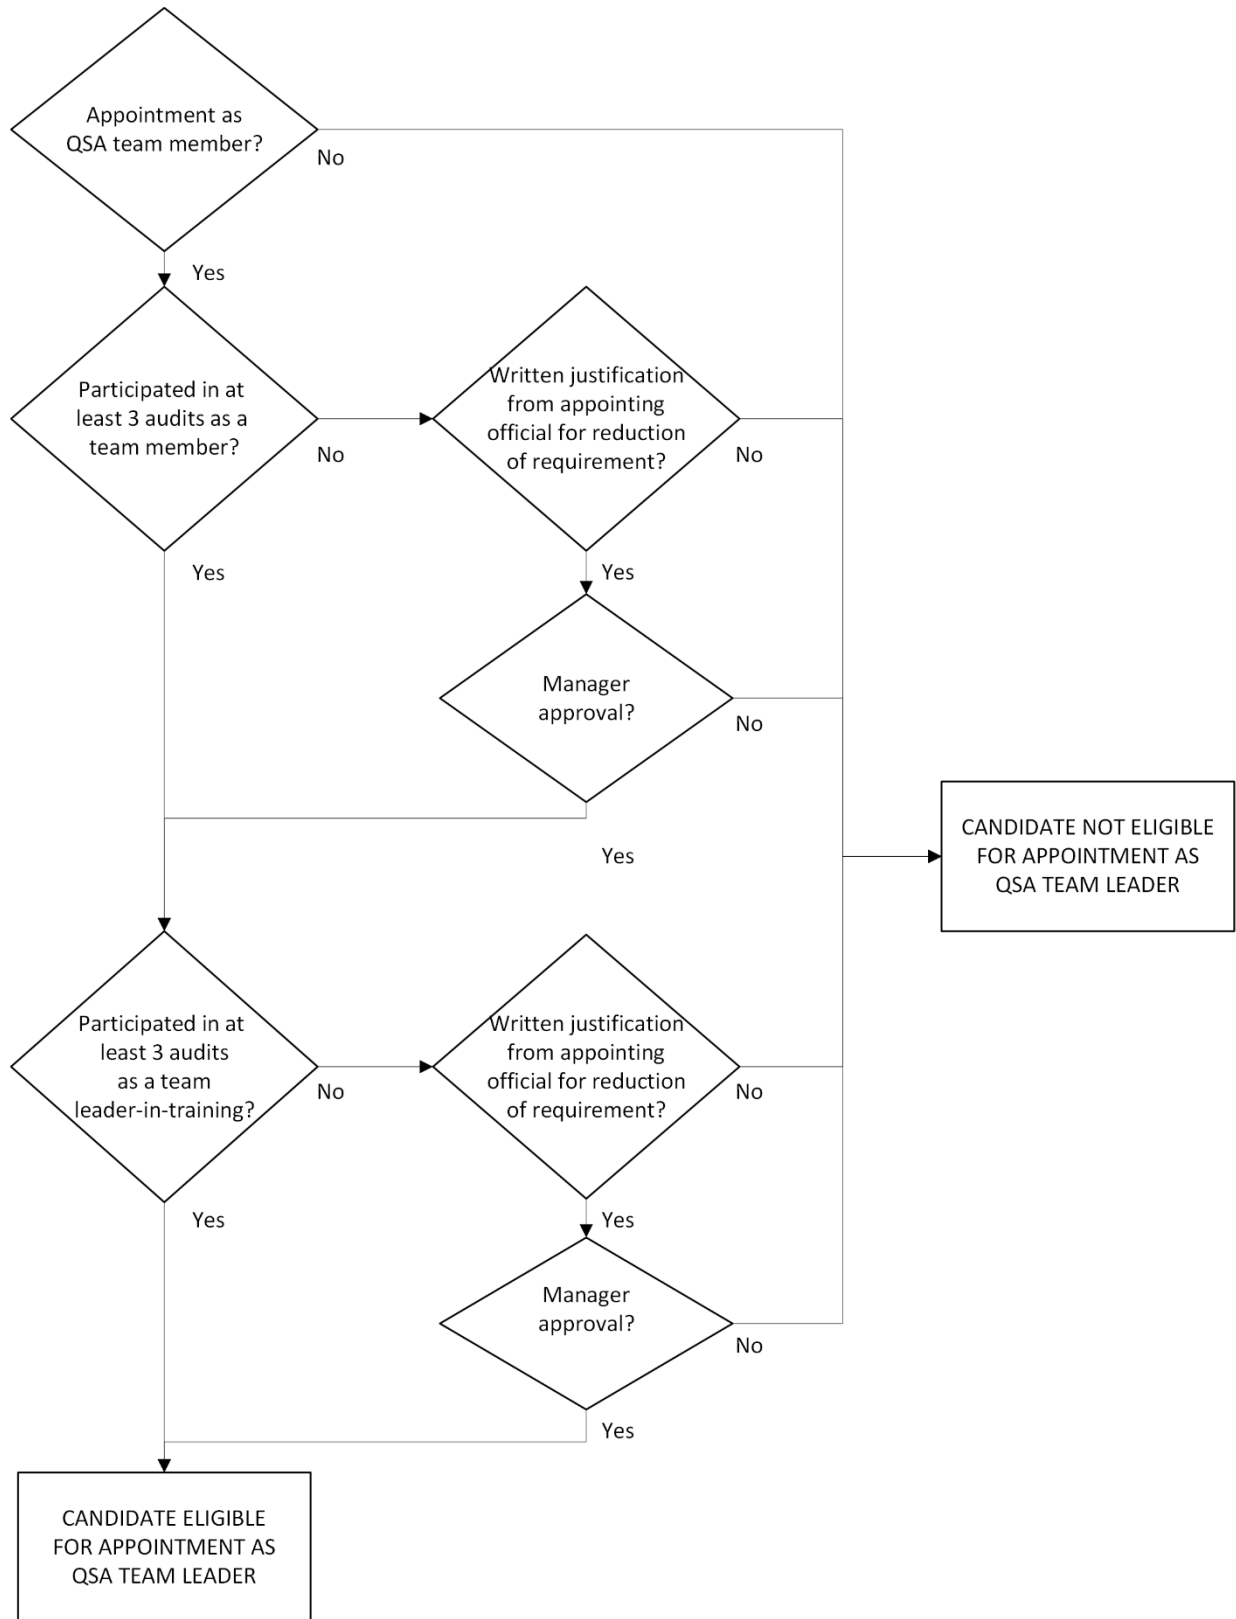 Appointment as
QSA team member?
No
Yes
Participated in at
least 3 audits as a
team member?
No
Yes
Written justification
from appointing
official for reduction
of requirement?
No
Yes
Manager
approval?
No
Yes
CANDIDATE NOT ELIGIBLE
FOR APPOINTMENT AS
QSA TEAM LEADER
Participated in at
least 3 audits
as a team
leader-in-training?
No
Yes
Written justification
from appointing
official for reduction
of requirement?
No
Yes
Manager
approval?
No
Yes
CANDIDATE ELIGIBLE
FOR APPOINTMENT AS
QSA TEAM LEADER